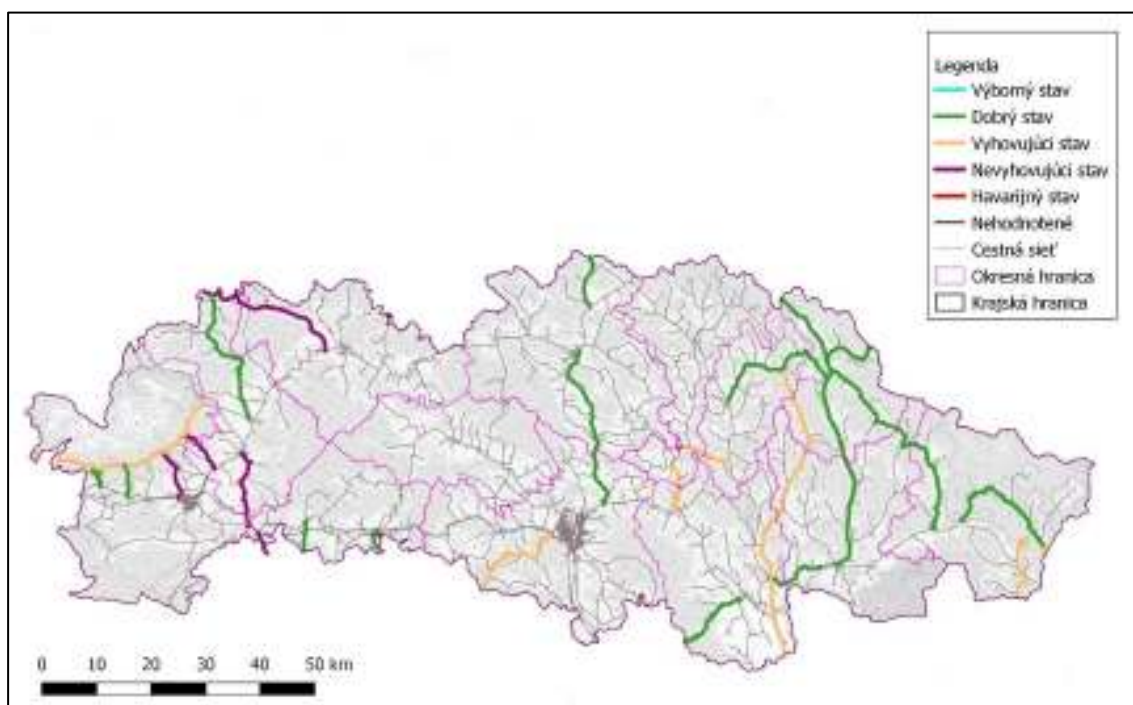 Legenda
Výborný stav
Dobrý stav
Vyhovujúci stav
Nevyhovujúci stav
Havarijný stav
Nehodnotené
Cestná sieť
Okresná hranica
Krajská hranica
0 10 20 30 40 50 km